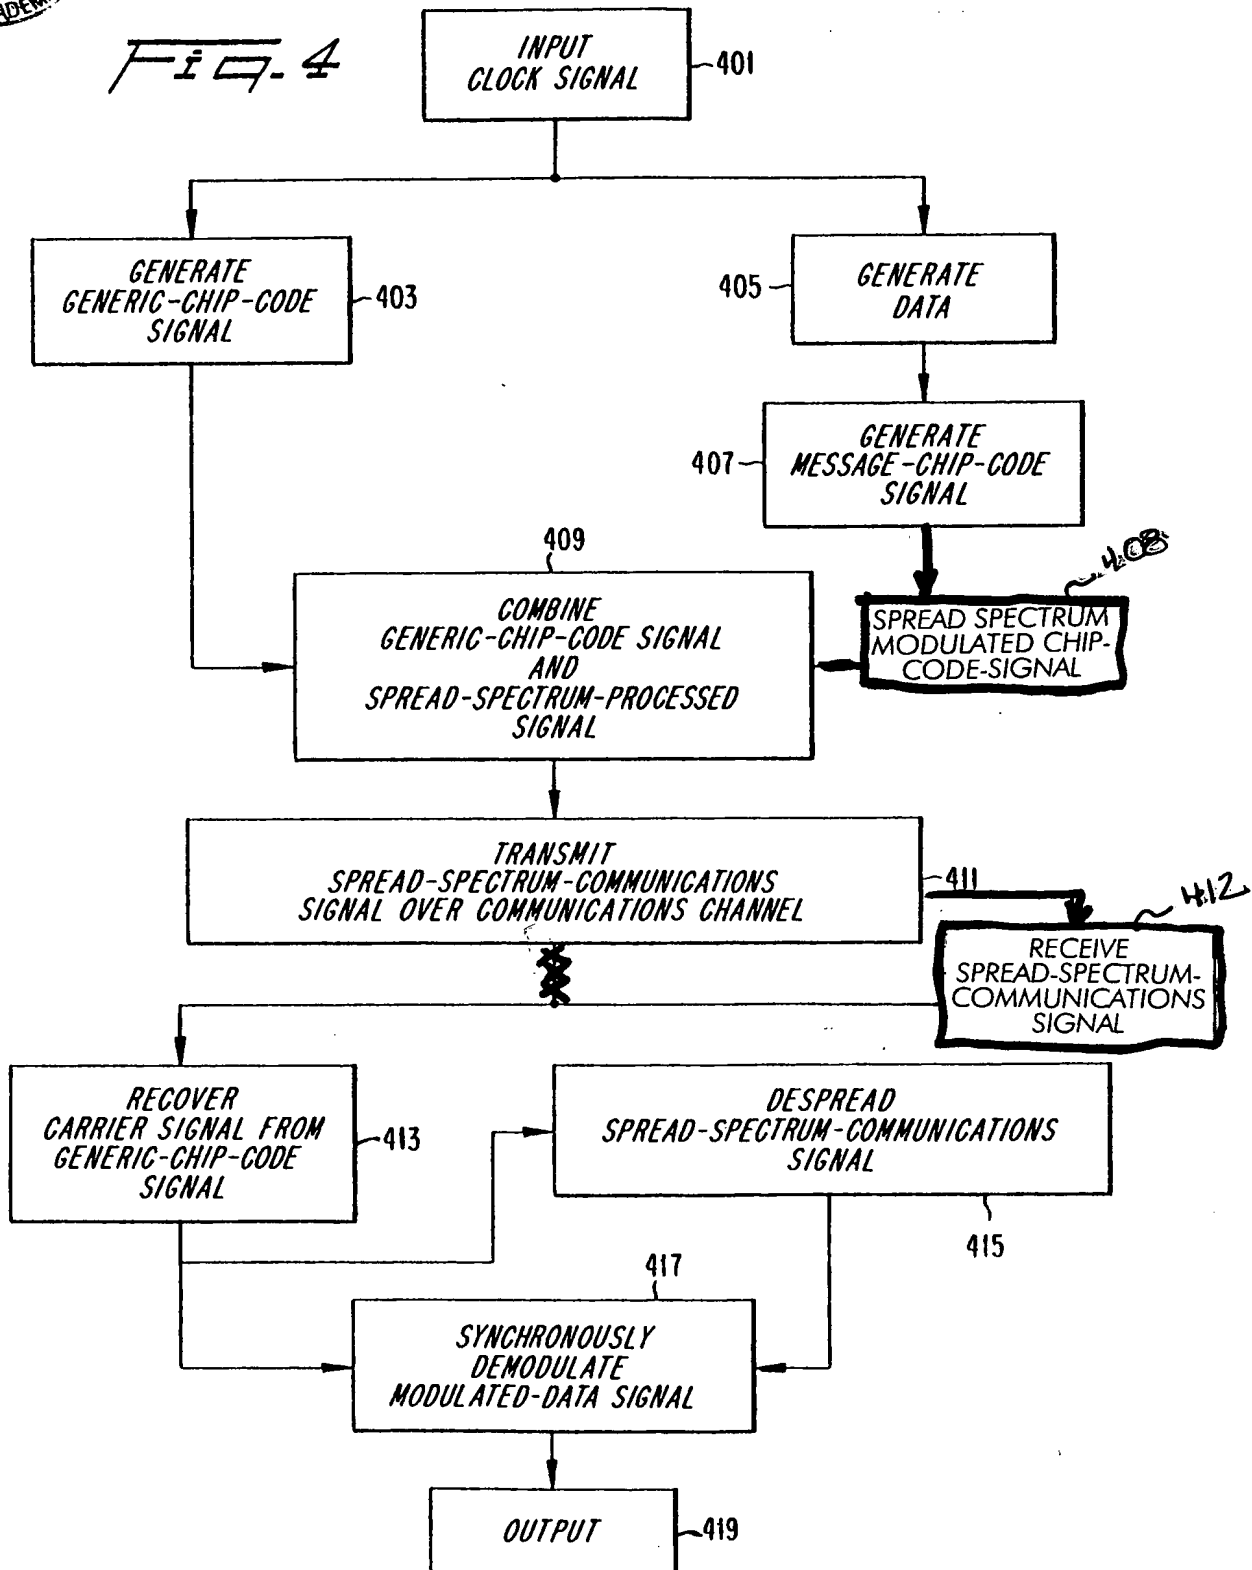 Fig. 4
INPUT
CLOCK SIGNAL
401
GENERATE
GENERIC-CHIP-CODE
SIGNAL
403
GENERATE
DATA
405
GENERATE
MESSAGE-CHIP-CODE
SIGNAL
407
408
SPREAD SPECTRUM
MODULATED CHIP-
CODE-SIGNAL
409
COMBINE
GENERIC-CHIP-CODE SIGNAL
AND
SPREAD-SPECTRUM-PROCESSED
SIGNAL
TRANSMIT
SPREAD-SPECTRUM-COMMUNICATIONS
SIGNAL OVER COMMUNICATIONS CHANNEL
411
412
RECEIVE
SPREAD-SPECTRUM-
COMMUNICATIONS
SIGNAL
RECOVER
CARRIER SIGNAL FROM
GENERIC-CHIP-CODE
SIGNAL
413
DESPREAD
SPREAD-SPECTRUM-COMMUNICATIONS
SIGNAL
415
417
SYNCHRONOUSLY
DEMODULATE
MODULATED-DATA SIGNAL
OUTPUT
419